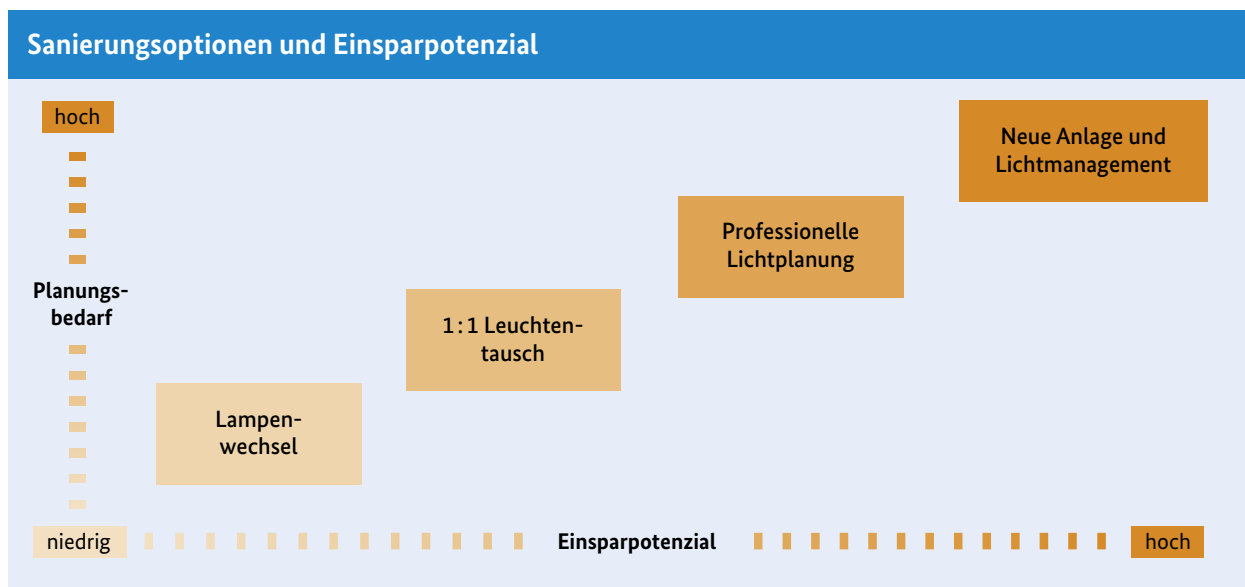 Sanierungsoptionen und Einsparpotenzial
hoch
Neue Anlage und
Lichtmanagement
Professionelle
Lichtplanung
Planungs-
bedarf
1:1 Leuchten-
tausch
Lampen-
wechsel
niedrig
Einsparpotenzial
hoch